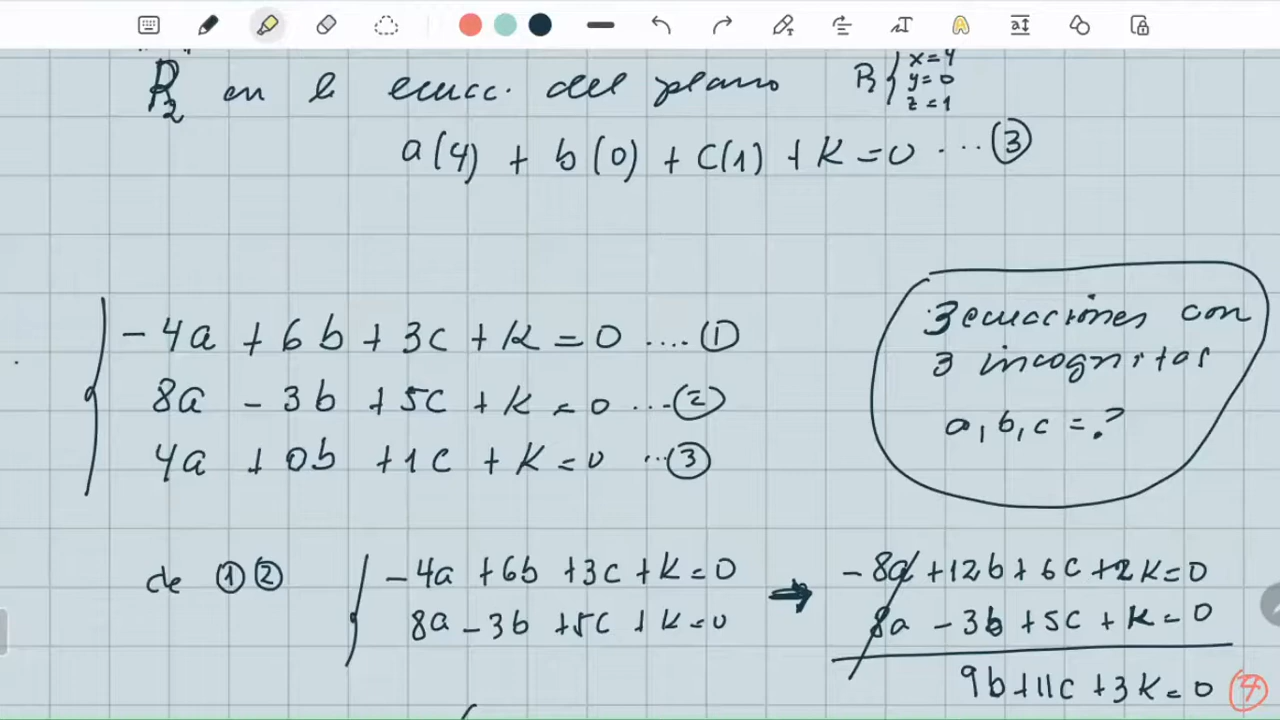 P₂ en l ecuac. del plano P₂ { x=4
y=0
z=1
a(4) + b(0) + c(1) + K = 0 ... ③
3 ecuaciones con
3 incognitas
a, b, c = ?
-4a + 6b + 3c + K = 0 .... ①
8a - 3b + 5c + K = 0 ... ②
4a + 0b + 1c + K = 0 ... ③
de ① ② { -4a + 6b + 3c + K = 0 ➔ -8a + 12b + 6c + 2K = 0
8a - 3b + 5c + K = 0 8a - 3b + 5c + K = 0
9b + 11c + 3K = 0 ④